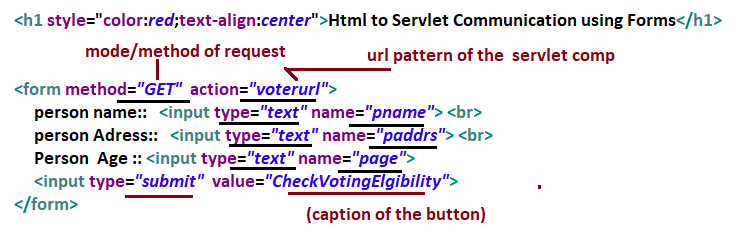 <h1 style="color:red;text-align:center">Html to Servlet Communication using Forms</h1>
mode/method of request
url pattern of the servlet comp
<form method="GET" action="voterurl">
person name:: <input type="text" name="pname"> <br>
person Adress:: <input type="text" name="paddrs"> <br>
Person Age :: <input type="text" name="page">
<input type="submit" value="CheckVotingElgibility">
</form>
(caption of the button)